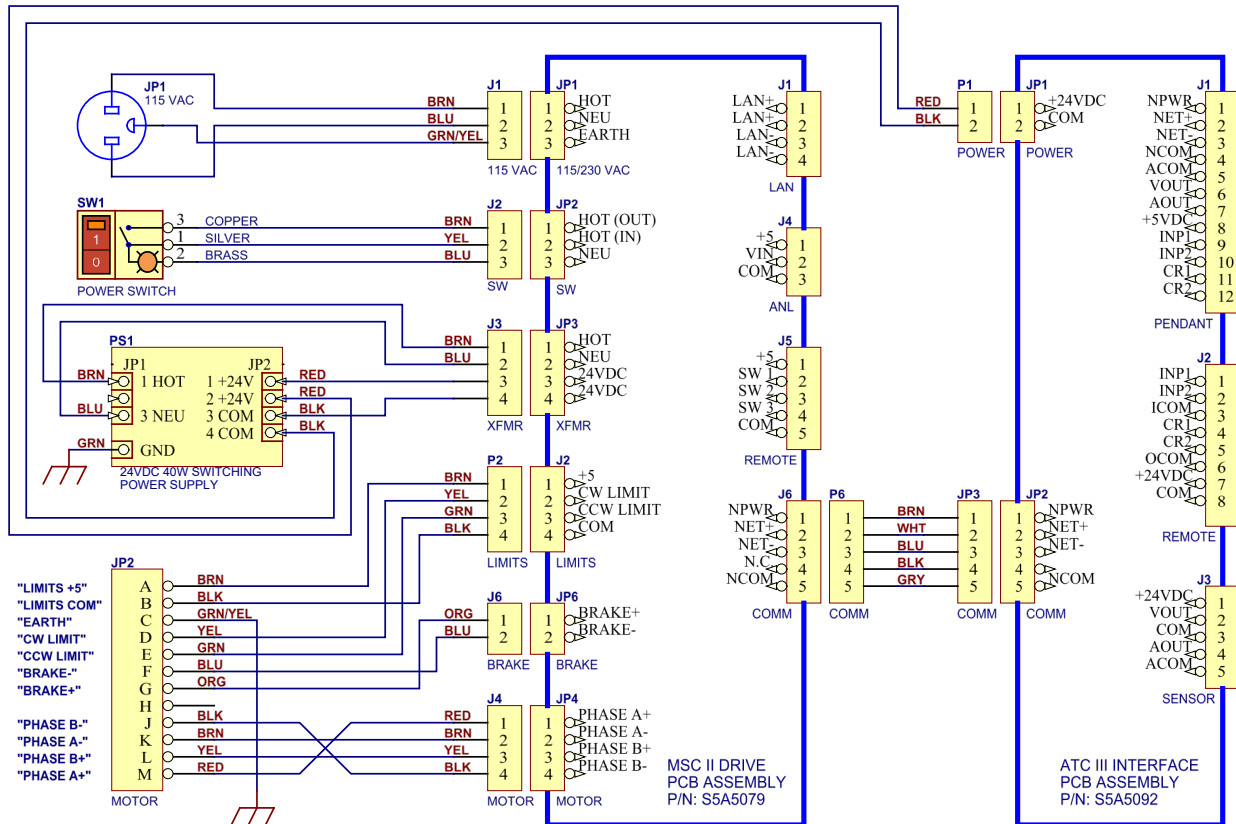 JP1
115 VAC
BRN
BLU
GRN/YEL
J1
1
2
3
115 VAC
JP1
1
2
3
HOT
NEU
EARTH
115/230 VAC
SW1
1
0
3
1
2
COPPER
SILVER
BRASS
POWER SWITCH
BRN
YEL
BLU
J2
1
2
3
SW
JP2
1
2
3
HOT (OUT)
HOT (IN)
NEU
SW
PS1
JP1
JP2
BRN
1 HOT
BLU
3 NEU
GRN
GND
1 +24V
2 +24V
3 COM
4 COM
RED
RED
BLK
BLK
24VDC 40W SWITCHING
POWER SUPPLY
BRN
BLU
J3
1
2
3
4
XFMR
JP3
1
2
3
4
HOT
NEU
24VDC
24VDC
XFMR
BRN
YEL
GRN
BLK
P2
1
2
3
4
LIMITS
J2
1
2
3
4
+5
CW LIMIT
CCW LIMIT
COM
LIMITS
JP2
"LIMITS +5"
"LIMITS COM"
"EARTH"
"CW LIMIT"
"CCW LIMIT"
"BRAKE-"
"BRAKE+"
"PHASE B-"
"PHASE A-"
"PHASE B+"
"PHASE A+"
A
B
C
D
E
F
G
H
J
K
L
M
BRN
BLK
GRN/YEL
YEL
GRN
BLU
ORG
BLK
BRN
YEL
RED
MOTOR
ORG
BLU
J6
1
2
BRAKE
JP6
1
2
BRAKE+
BRAKE-
BRAKE
RED
BRN
YEL
BLK
J4
1
2
3
4
MOTOR
JP4
1
2
3
4
PHASE A+
PHASE A-
PHASE B+
PHASE B-
MOTOR
MSC II DRIVE
PCB ASSEMBLY
P/N: S5A5079
J1
LAN+
LAN+
LAN-
LAN-
1
2
3
4
LAN
J4
+5
VIN
COM
1
2
3
ANL
J5
+5
SW 1
SW 2
SW 3
COM
1
2
3
4
5
REMOTE
J6
NPWR
NET+
NET-
N.C
NCOM
1
2
3
4
5
COMM
P6
1
2
3
4
5
COMM
BRN
WHT
BLU
BLK
GRY
JP3
1
2
3
4
5
COMM
JP2
1
2
3
4
5
NPWR
NET+
NET-
NCOM
COMM
RED
BLK
P1
1
2
POWER
JP1
1
2
+24VDC
COM
POWER
J1
NPWR
NET+
NET-
NCOM
ACOM
VOUT
AOUT
+5VDC
INP1
INP2
CR1
CR2
1
2
3
4
5
6
7
8
9
10
11
12
PENDANT
J2
INP1
INP2
ICOM
CR1
CR2
OCOM
+24VDC
COM
1
2
3
4
5
6
7
8
REMOTE
J3
+24VDC
VOUT
COM
AOUT
ACOM
1
2
3
4
5
SENSOR
ATC III INTERFACE
PCB ASSEMBLY
P/N: S5A5092